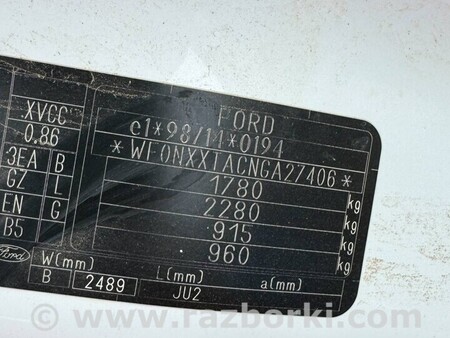 FORD
e1*98/14*0194
*WF0NXX1ACNGA27406*
1780 kg
2280 kg
915 kg
960 kg
XVCC
0.86
3EA B
GZ L
EN G
B5
Ford
W(mm) L(mm) a(mm)
B 2489 JU2
www.razborki.com